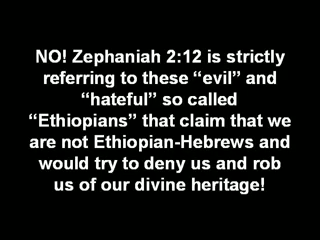 NO! Zephaniah 2:12 is strictly
referring to these “evil” and
“hateful” so called
“Ethiopians” that claim that we
are not Ethiopian-Hebrews and
would try to deny us and rob
us of our divine heritage!